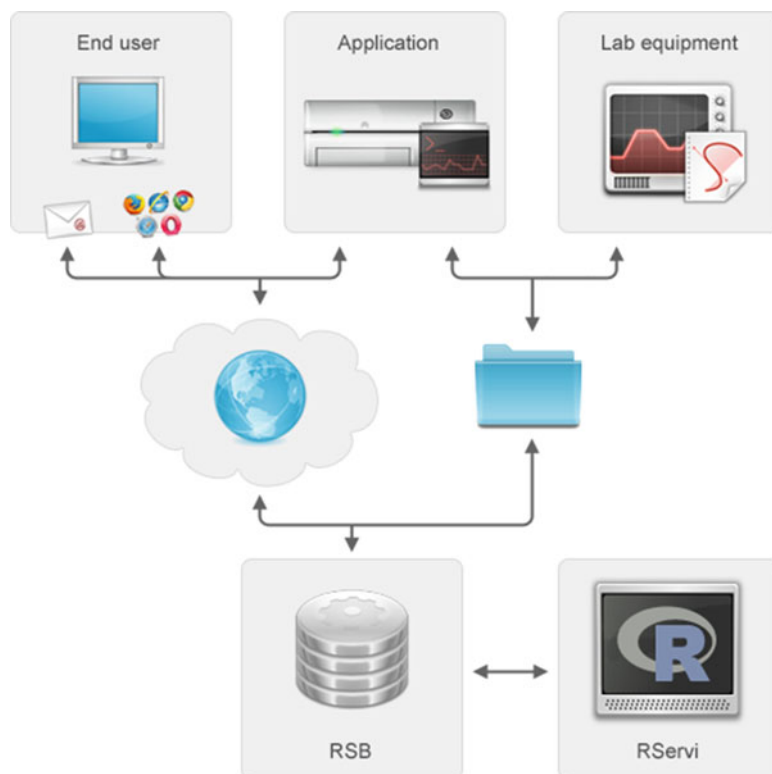 End user
Application
Lab equipment
R
RSB
RServi